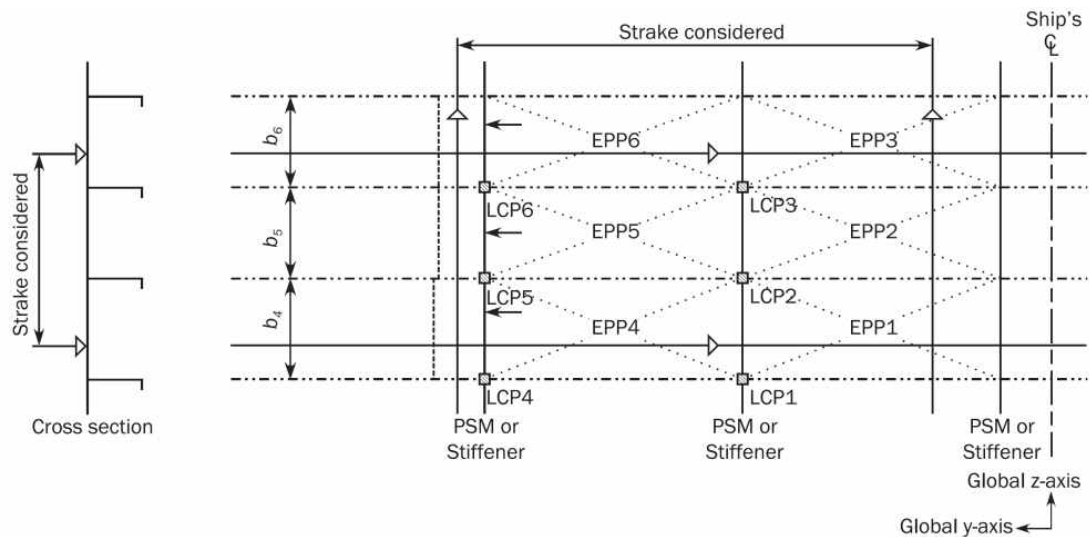 Ship's
℄
Strake considered
Strake considered
b6
EPP6
EPP3
LCP6
LCP3
b5
EPP5
EPP2
LCP5
LCP2
b4
EPP4
EPP1
LCP4
LCP1
Cross section
PSM or
Stiffener
PSM or
Stiffener
PSM or
Stiffener
Global z-axis
Global y-axis